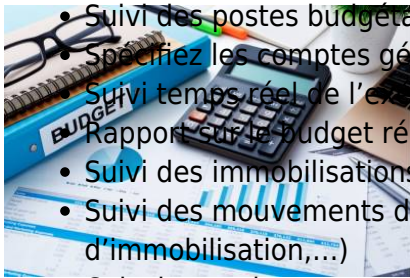 • Suivi des postes budgéta
• Spécifiez les comptes gé
• Suivi temps réel de l'ex
• Rapport sur le budget ré
• Suivi des immobilisations
• Suivi des mouvements d
d'immobilisation,...)
BUDGET